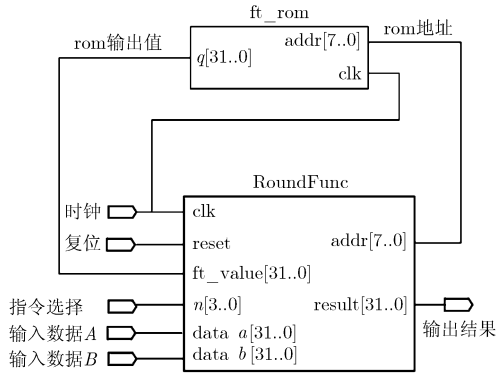 ft_rom
rom输出值
addr[7..0]
rom地址
q[31..0]
clk
RoundFunc
时钟
clk
复位
reset
addr[7..0]
ft_value[31..0]
指令选择
n[3..0]
result[31..0]
输入数据A
data a[31..0]
输出结果
输入数据B
data b[31..0]